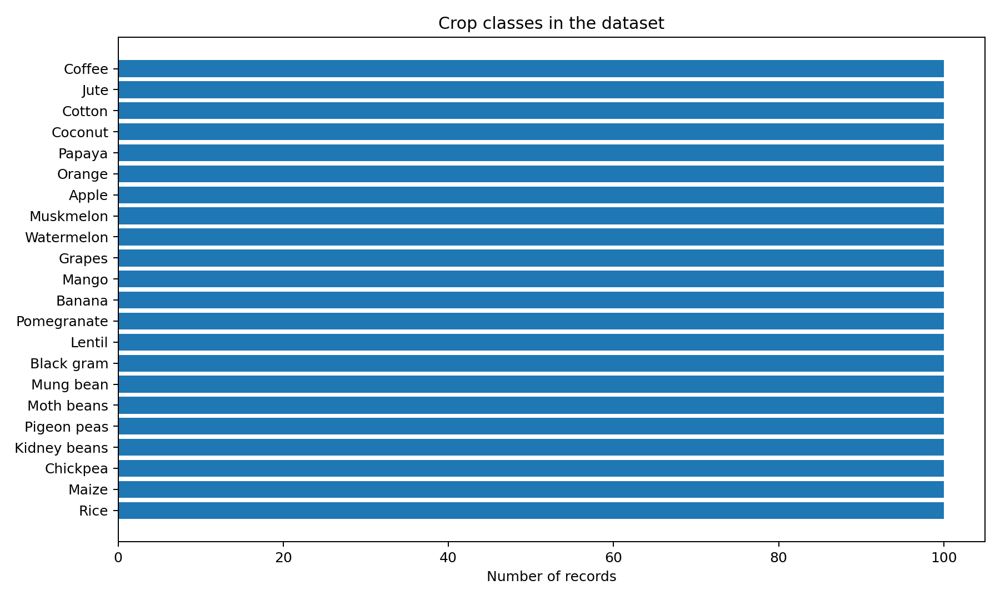 Crop classes in the dataset
Coffee
Jute
Cotton
Coconut
Papaya
Orange
Apple
Muskmelon
Watermelon
Grapes
Mango
Banana
Pomegranate
Lentil
Black gram
Mung bean
Moth beans
Pigeon peas
Kidney beans
Chickpea
Maize
Rice
0 20 40 60 80 100
Number of records